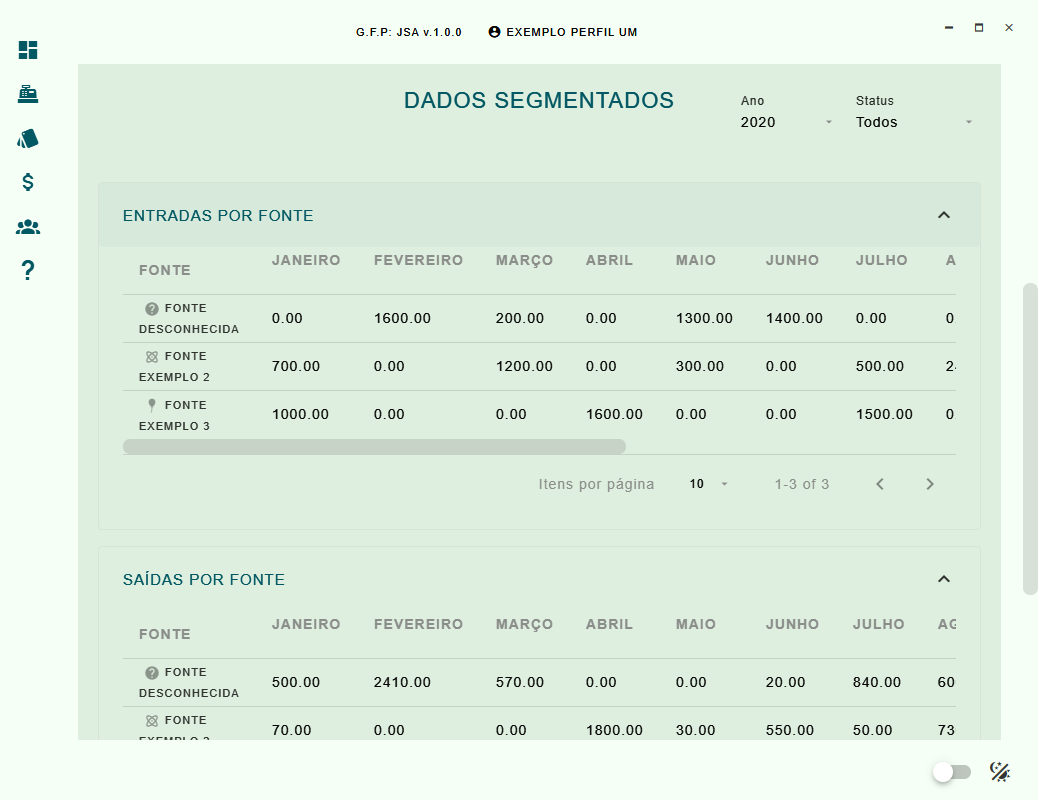 G.F.P: JSA v.1.0.0 EXEMPLO PERFIL UM
DADOS SEGMENTADOS
Ano Status
2020 Todos
ENTRADAS POR FONTE
FONTE JANEIRO FEVEREIRO MARÇO ABRIL MAIO JUNHO JULHO A
FONTE
DESCONHECIDA 0.00 1600.00 200.00 0.00 1300.00 1400.00 0.00 0
FONTE
EXEMPLO 2 700.00 0.00 1200.00 0.00 300.00 0.00 500.00
FONTE
EXEMPLO 3 1000.00 0.00 0.00 1600.00 0.00 0.00 1500.00 0
Itens por página 10 1-3 of 3
SAÍDAS POR FONTE
FONTE JANEIRO FEVEREIRO MARÇO ABRIL MAIO JUNHO JULHO AG
FONTE
DESCONHECIDA 500.00 2410.00 570.00 0.00 0.00 20.00 840.00 60
FONTE
70.00 0.00 0.00 1800.00 30.00 550.00 50.00 73